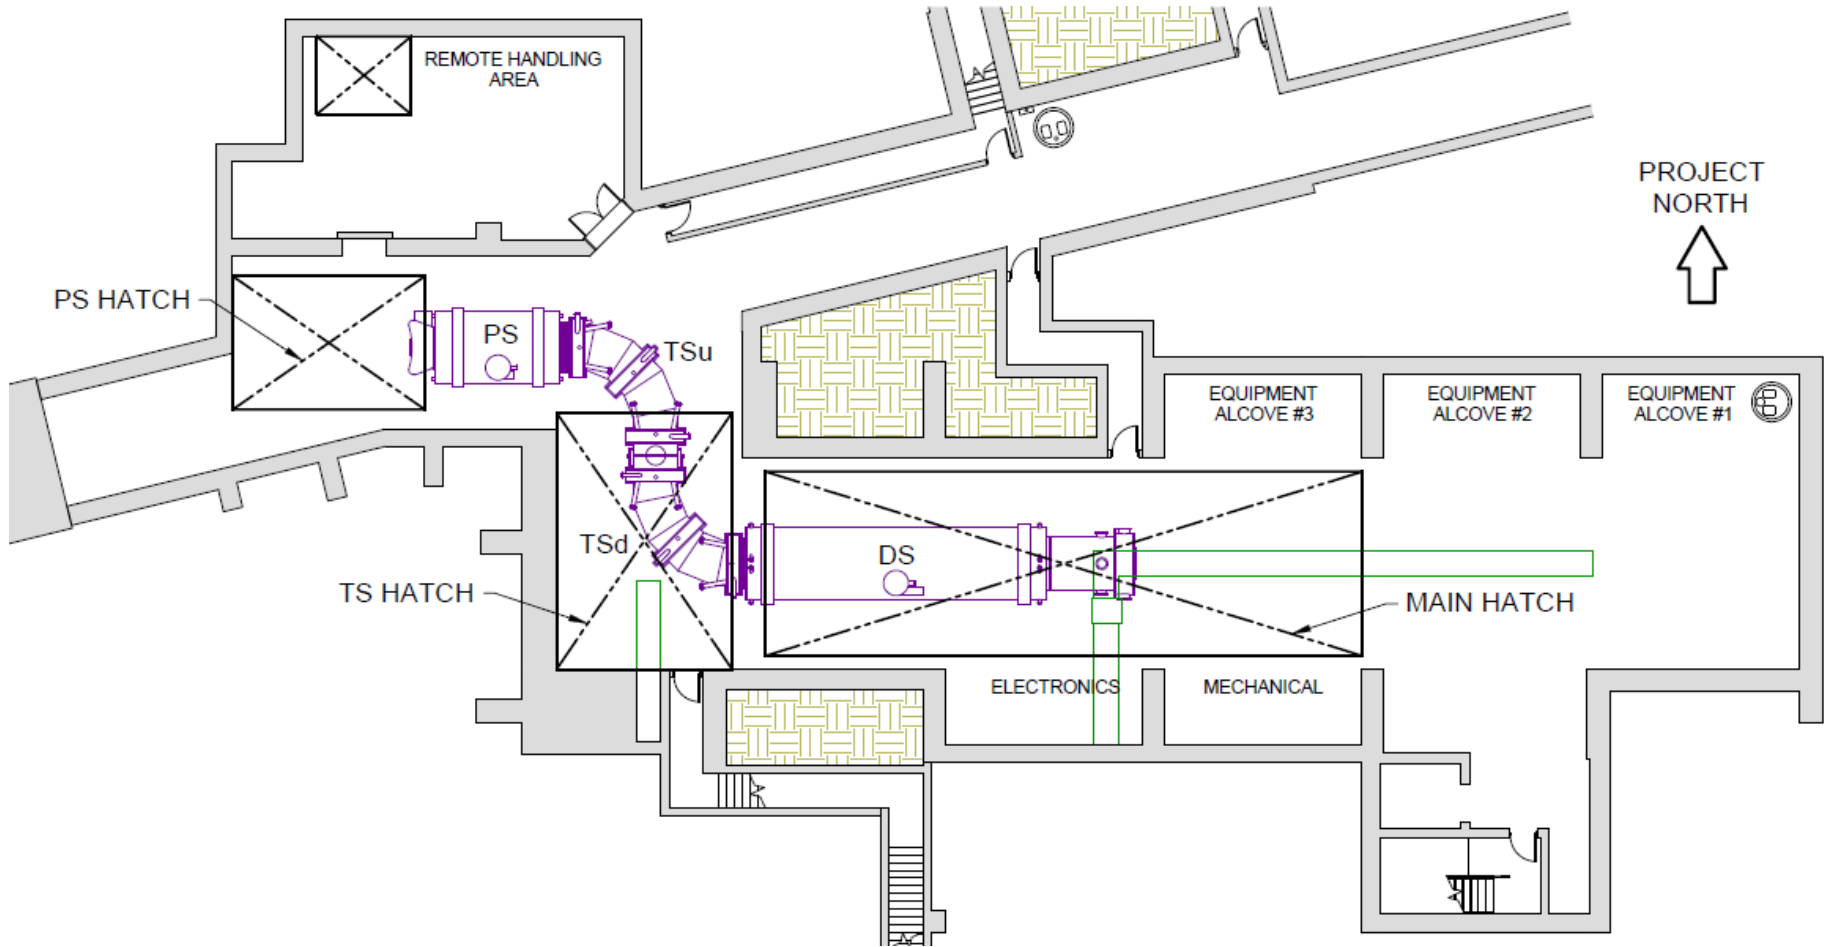 REMOTE HANDLING
AREA
PROJECT
NORTH
PS HATCH
PS
TSu
EQUIPMENT
ALCOVE #3
EQUIPMENT
ALCOVE #2
EQUIPMENT
ALCOVE #1
TSd
DS
TS HATCH
MAIN HATCH
ELECTRONICS
MECHANICAL